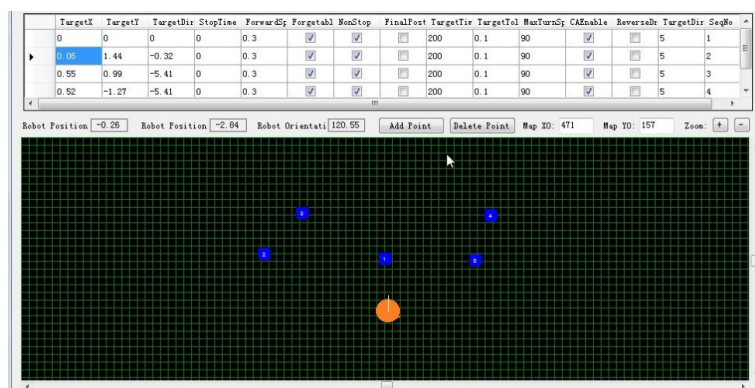 TargetX TargetY TargetDir StopTime ForwardSp Forgetabl NonStop FinalPost TargetTim TargetTol MaxTurnSp CAEnable ReverseDr TargetDir SeqNo
0 0 0 0 0.3 200 0.1 90 5 1
0.06 1.44 -0.32 0 0.3 200 0.1 90 5 2
0.55 0.99 -5.41 0 0.3 200 0.1 90 5 3
0.52 -1.27 -5.41 0 0.3 200 0.1 90 5 4
Robot Position -0.26 Robot Position -2.84 Robot Orientati 120.55 Add Point Delete Point Map X0: 471 Map Y0: 157 Zoom: + -
3 4
2 1 5